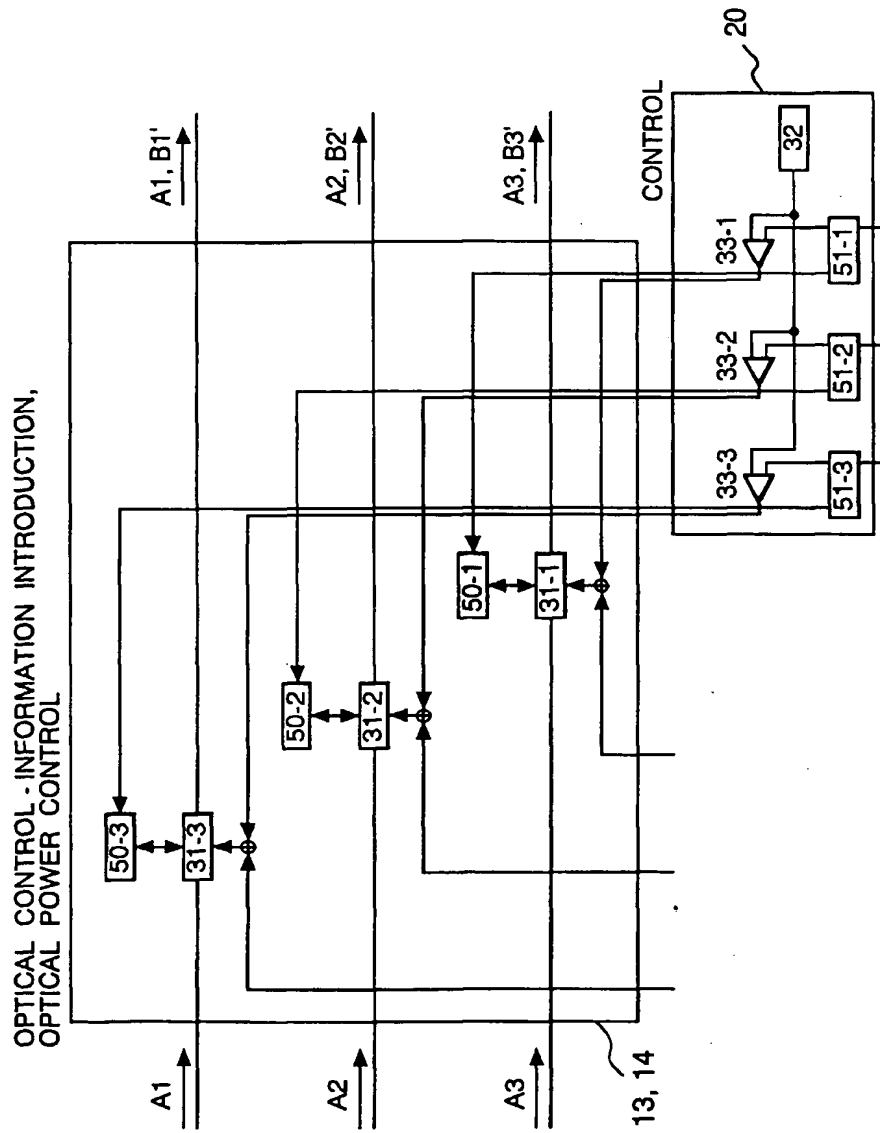 OPTICAL CONTROL - INFORMATION INTRODUCTION,
OPTICAL POWER CONTROL
A1
A1, B1'
50-3
31-3
A2
A2, B2'
50-2
31-2
A3
A3, B3'
50-1
31-1
13, 14
CONTROL
20
33-3
33-2
33-1
32
51-3
51-2
51-1